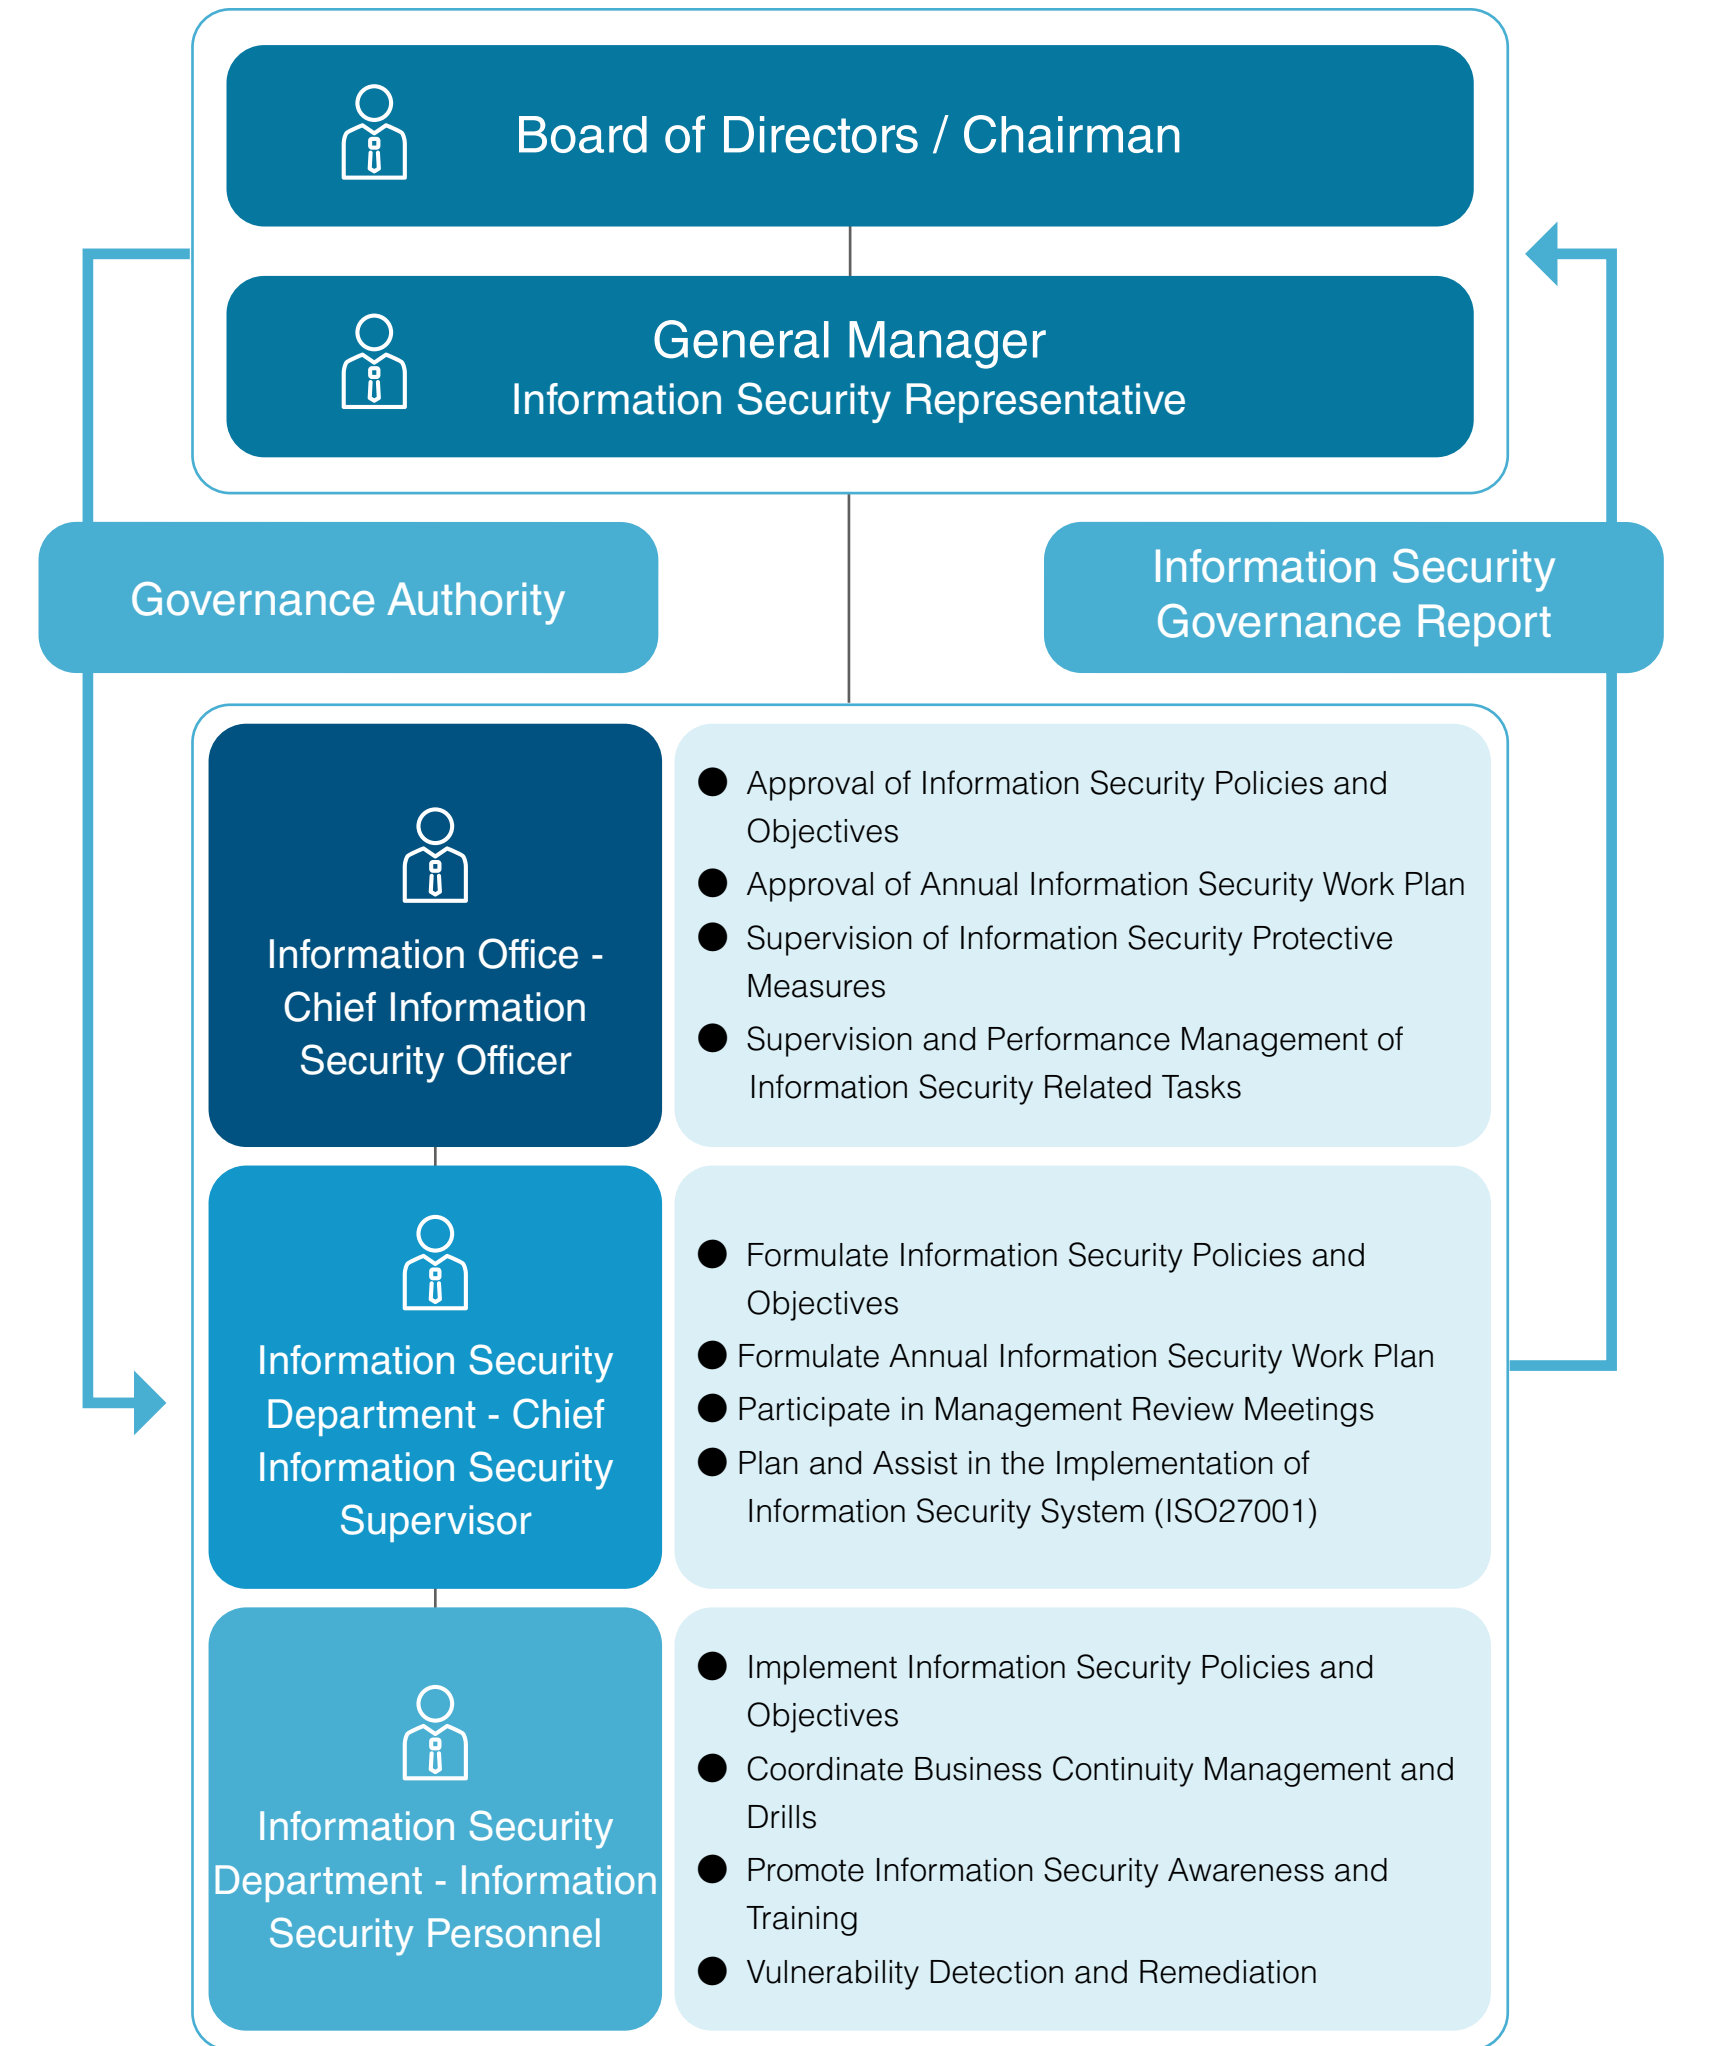 Board of Directors / Chairman
General Manager
Information Security Representative
Governance Authority
Information Security
Governance Report
Information Office -
Chief Information
Security Officer
● Approval of Information Security Policies and
Objectives
● Approval of Annual Information Security Work Plan
● Supervision of Information Security Protective
Measures
● Supervision and Performance Management of
Information Security Related Tasks
Information Security
Department - Chief
Information Security
Supervisor
● Formulate Information Security Policies and
Objectives
● Formulate Annual Information Security Work Plan
● Participate in Management Review Meetings
● Plan and Assist in the Implementation of
Information Security System (ISO27001)
Information Security
Department - Information
Security Personnel
● Implement Information Security Policies and
Objectives
● Coordinate Business Continuity Management and
Drills
● Promote Information Security Awareness and
Training
● Vulnerability Detection and Remediation